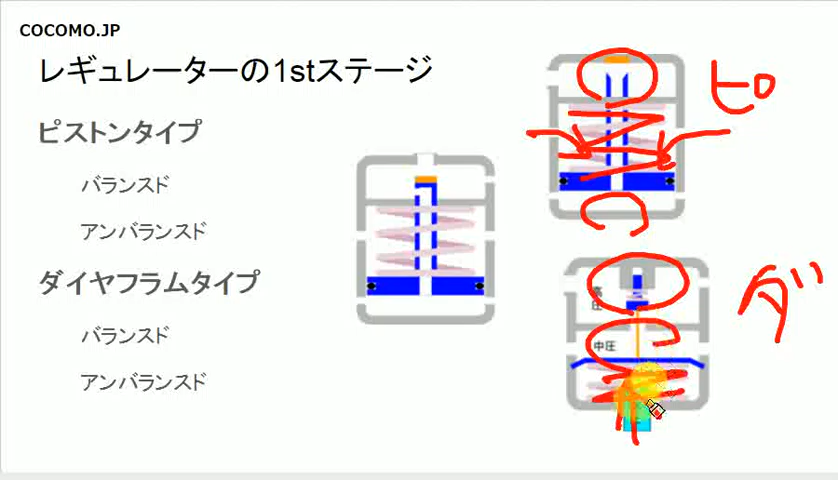 COCOMO.JP
レギュレーターの1stステージ
ピストンタイプ
バランスド
アンバランスド
ダイヤフラムタイプ
バランスド
アンバランスド
ピ
高圧
中圧
ダ